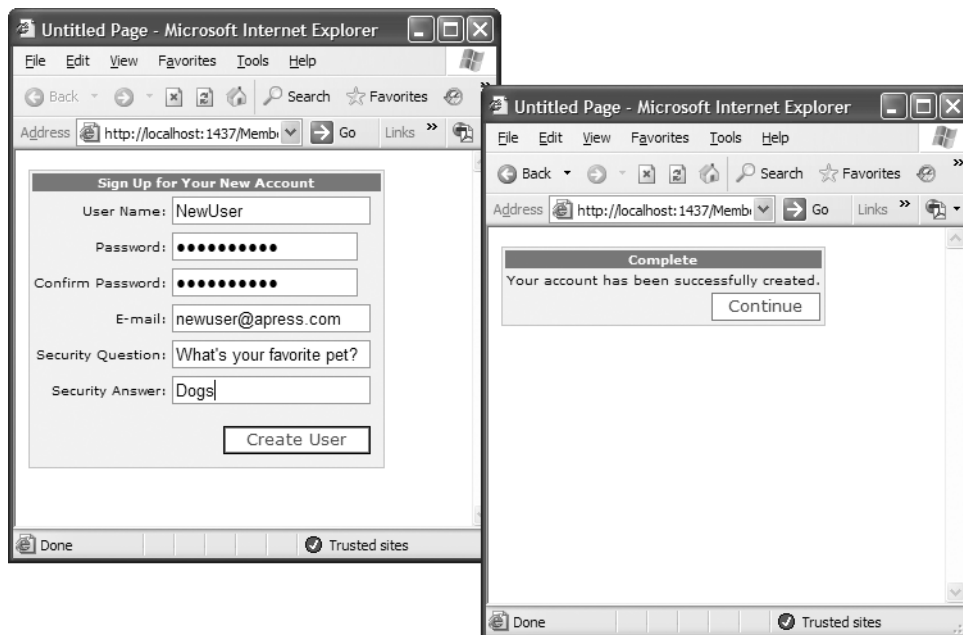 Untitled Page - Microsoft Internet Explorer
File Edit View Favorites Tools Help
Back Search Favorites
Address http://localhost:1437/Memb Go Links »
Sign Up for Your New Account
User Name: NewUser
Password: ●●●●●●●●●●
Confirm Password: ●●●●●●●●●●
E-mail: newuser@apress.com
Security Question: What's your favorite pet?
Security Answer: Dogs
Create User
Done Trusted sites
Untitled Page - Microsoft Internet Explorer
File Edit View Favorites Tools Help
Back Search Favorites »
Address http://localhost:1437/Memb Go Links »
Complete
Your account has been successfully created.
Continue
Done Trusted sites